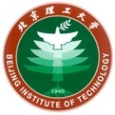 北京理工大学
1940
BEIJING INSTITUTE OF TECHNOLOGY